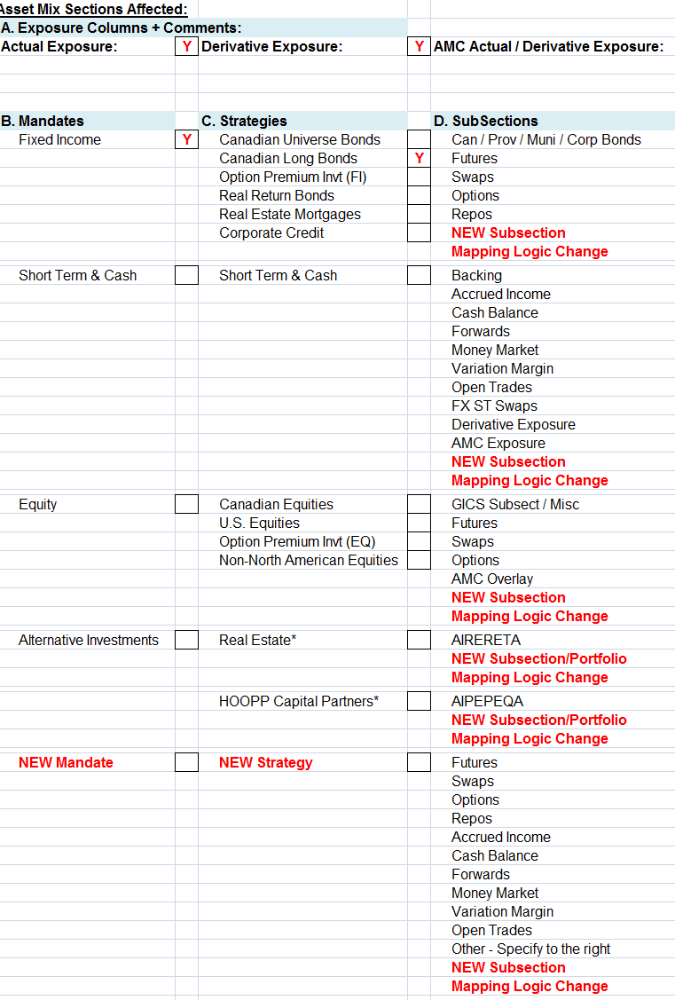 Asset Mix Sections Affected:
A. Exposure Columns + Comments:
Actual Exposure: Y Derivative Exposure: Y AMC Actual / Derivative Exposure:
B. Mandates C. Strategies D. SubSections
Fixed Income Y Canadian Universe Bonds Can / Prov / Muni / Corp Bonds
Canadian Long Bonds Y Futures
Option Premium Invt (FI) Swaps
Real Return Bonds Options
Real Estate Mortgages Repos
Corporate Credit NEW Subsection
Mapping Logic Change
Short Term & Cash Short Term & Cash Backing
Accrued Income
Cash Balance
Forwards
Money Market
Variation Margin
Open Trades
FX ST Swaps
Derivative Exposure
AMC Exposure
NEW Subsection
Mapping Logic Change
Equity Canadian Equities GICS Subsect / Misc
U.S. Equities Futures
Option Premium Invt (EQ) Swaps
Non-North American Equities Options
AMC Overlay
NEW Subsection
Mapping Logic Change
Alternative Investments Real Estate* AIRERETA
NEW Subsection/Portfolio
Mapping Logic Change
HOOPP Capital Partners* AIPEPEQA
NEW Subsection/Portfolio
Mapping Logic Change
NEW Mandate NEW Strategy Futures
Swaps
Options
Repos
Accrued Income
Cash Balance
Forwards
Money Market
Variation Margin
Open Trades
Other - Specify to the right
NEW Subsection
Mapping Logic Change